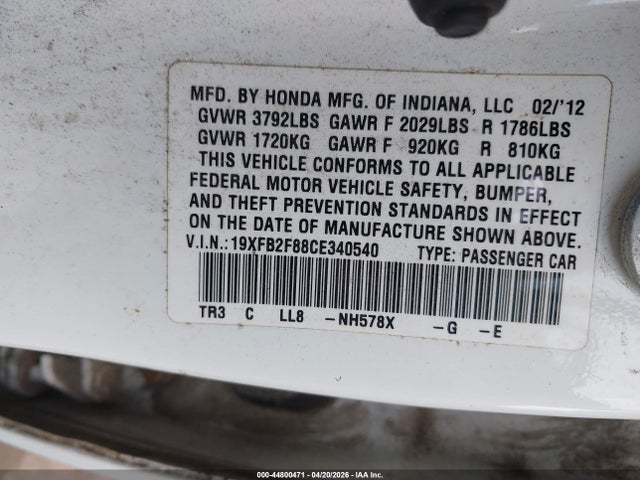 MFD. BY HONDA MFG. OF INDIANA, LLC 02/'12
GVWR 3792LBS GAWR F 2029LBS R 1786LBS
GVWR 1720KG GAWR F 920KG R 810KG
THIS VEHICLE CONFORMS TO ALL APPLICABLE
FEDERAL MOTOR VEHICLE SAFETY, BUMPER,
AND THEFT PREVENTION STANDARDS IN EFFECT
ON THE DATE OF MANUFACTURE SHOWN ABOVE.
V.I.N.:19XFB2F88CE340540 TYPE: PASSENGER CAR
TR3 C LL8 -NH578X -G -E
000-44800471 - 04/20/2026 - IAA Inc.